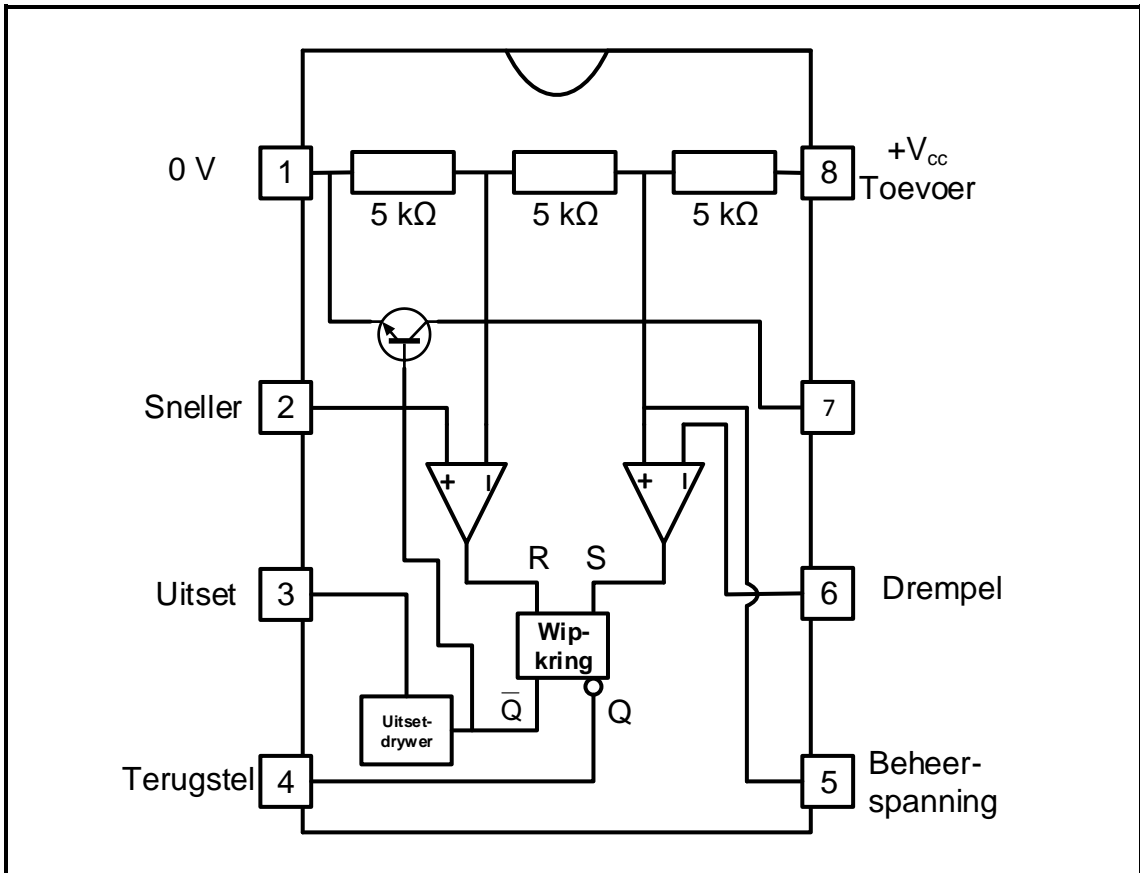 0 V
1
5 kΩ
5 kΩ
5 kΩ
8
+Vcc
Toevoer
Sneller
2
7
+
–
+
–
R
S
Uitset
3
6
Drempel
Wip-
kring
Q̅
Q
Uitset-
drywer
Terugstel
4
5
Beheer-
spanning